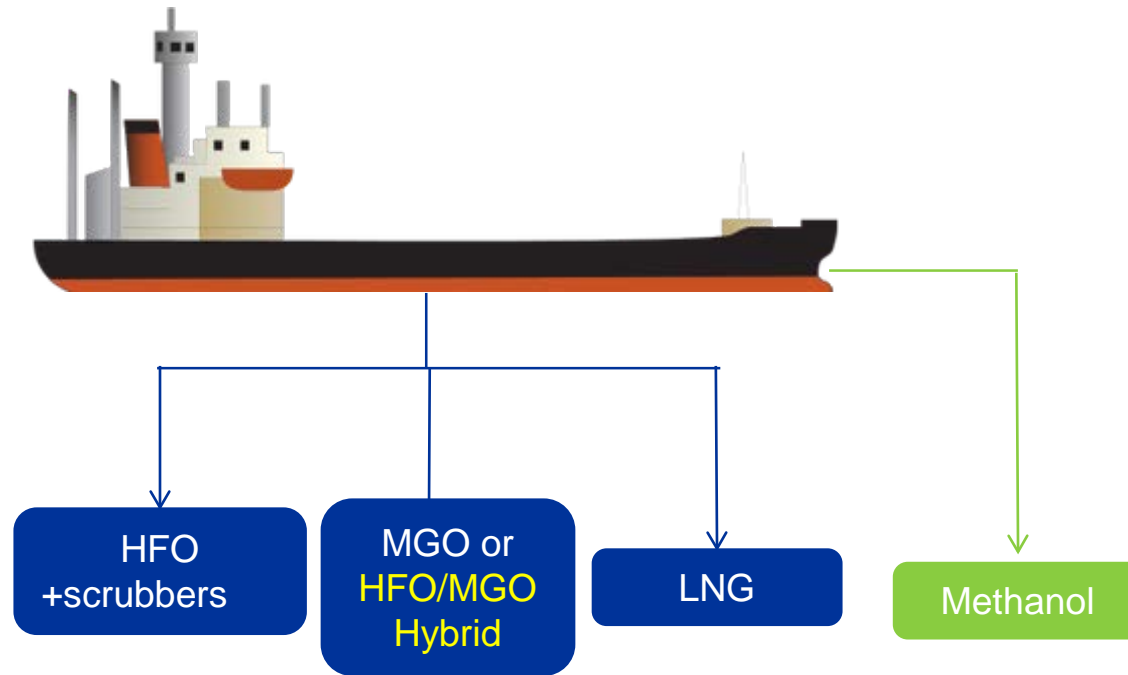 HFO
+scrubbers
MGO or
HFO/MGO
Hybrid
LNG
Methanol